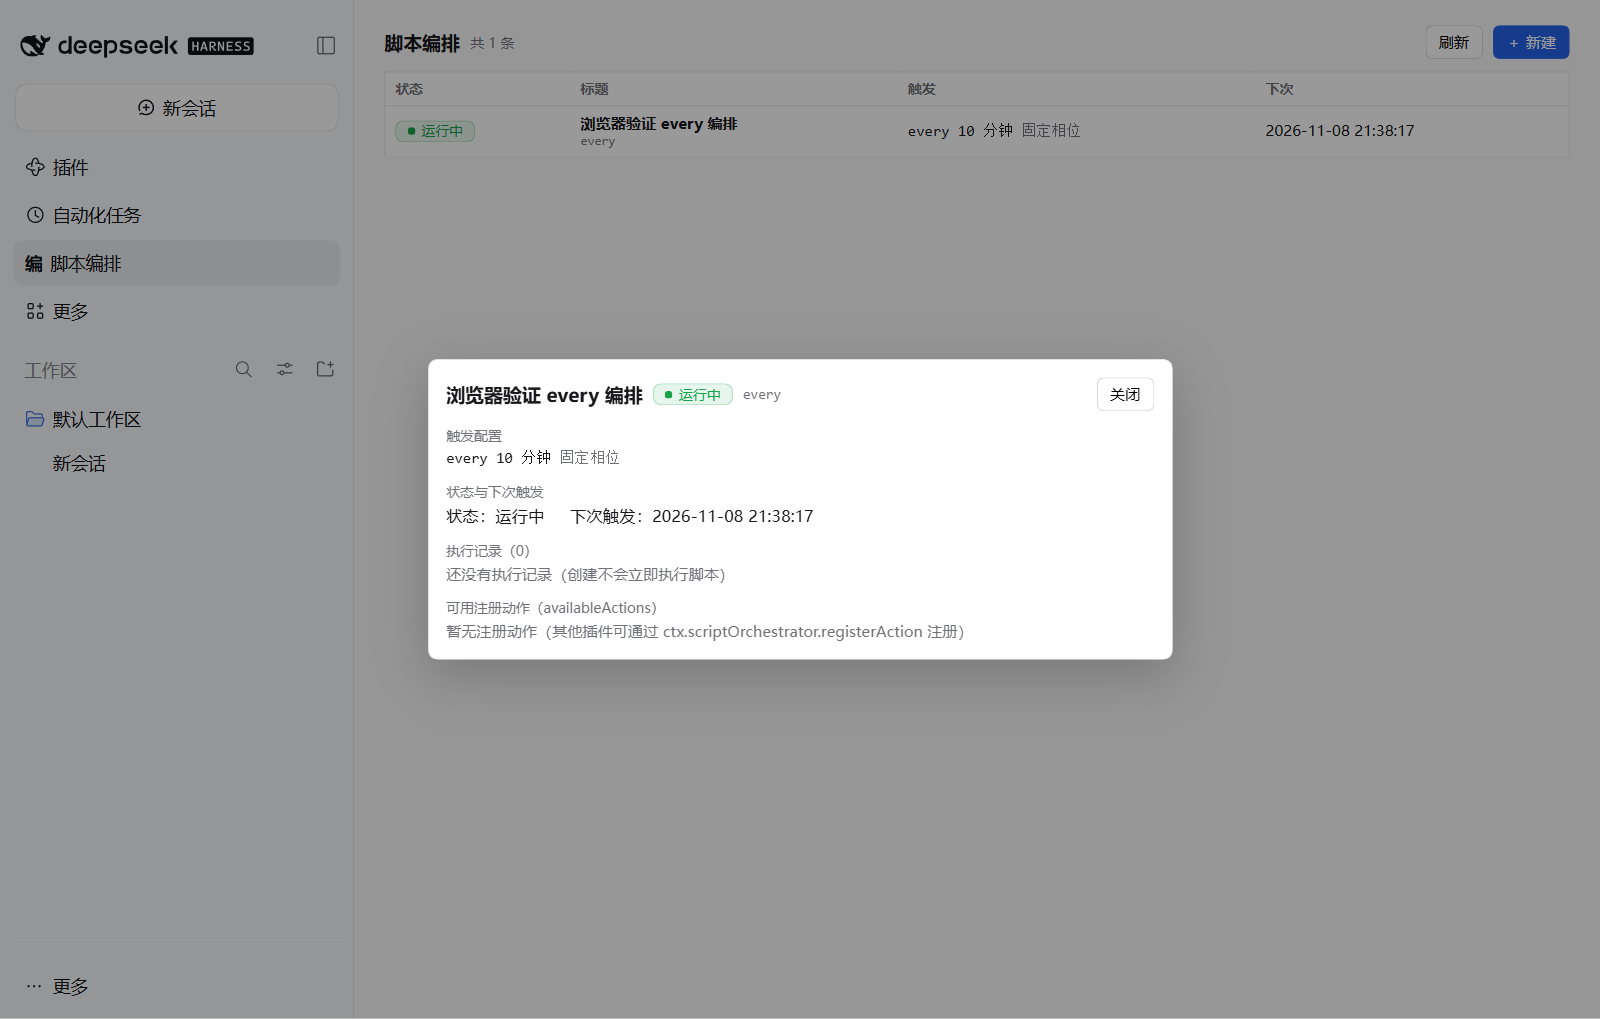 deepseek HARNESS
新会话
插件
自动化任务
编 脚本编排
更多
工作区
默认工作区
新会话
··· 更多
脚本编排 共 1 条
刷新
+ 新建
状态 标题 触发 下次
运行中 浏览器验证 every 编排 every 10 分钟 固定相位 2026-11-08 21:38:17
every
浏览器验证 every 编排 运行中 every
关闭
触发配置
every 10 分钟 固定相位
状态与下次触发
状态：运行中 下次触发：2026-11-08 21:38:17
执行记录（0）
还没有执行记录（创建不会立即执行脚本）
可用注册动作（availableActions）
暂无注册动作（其他插件可通过 ctx.scriptOrchestrator.registerAction 注册）